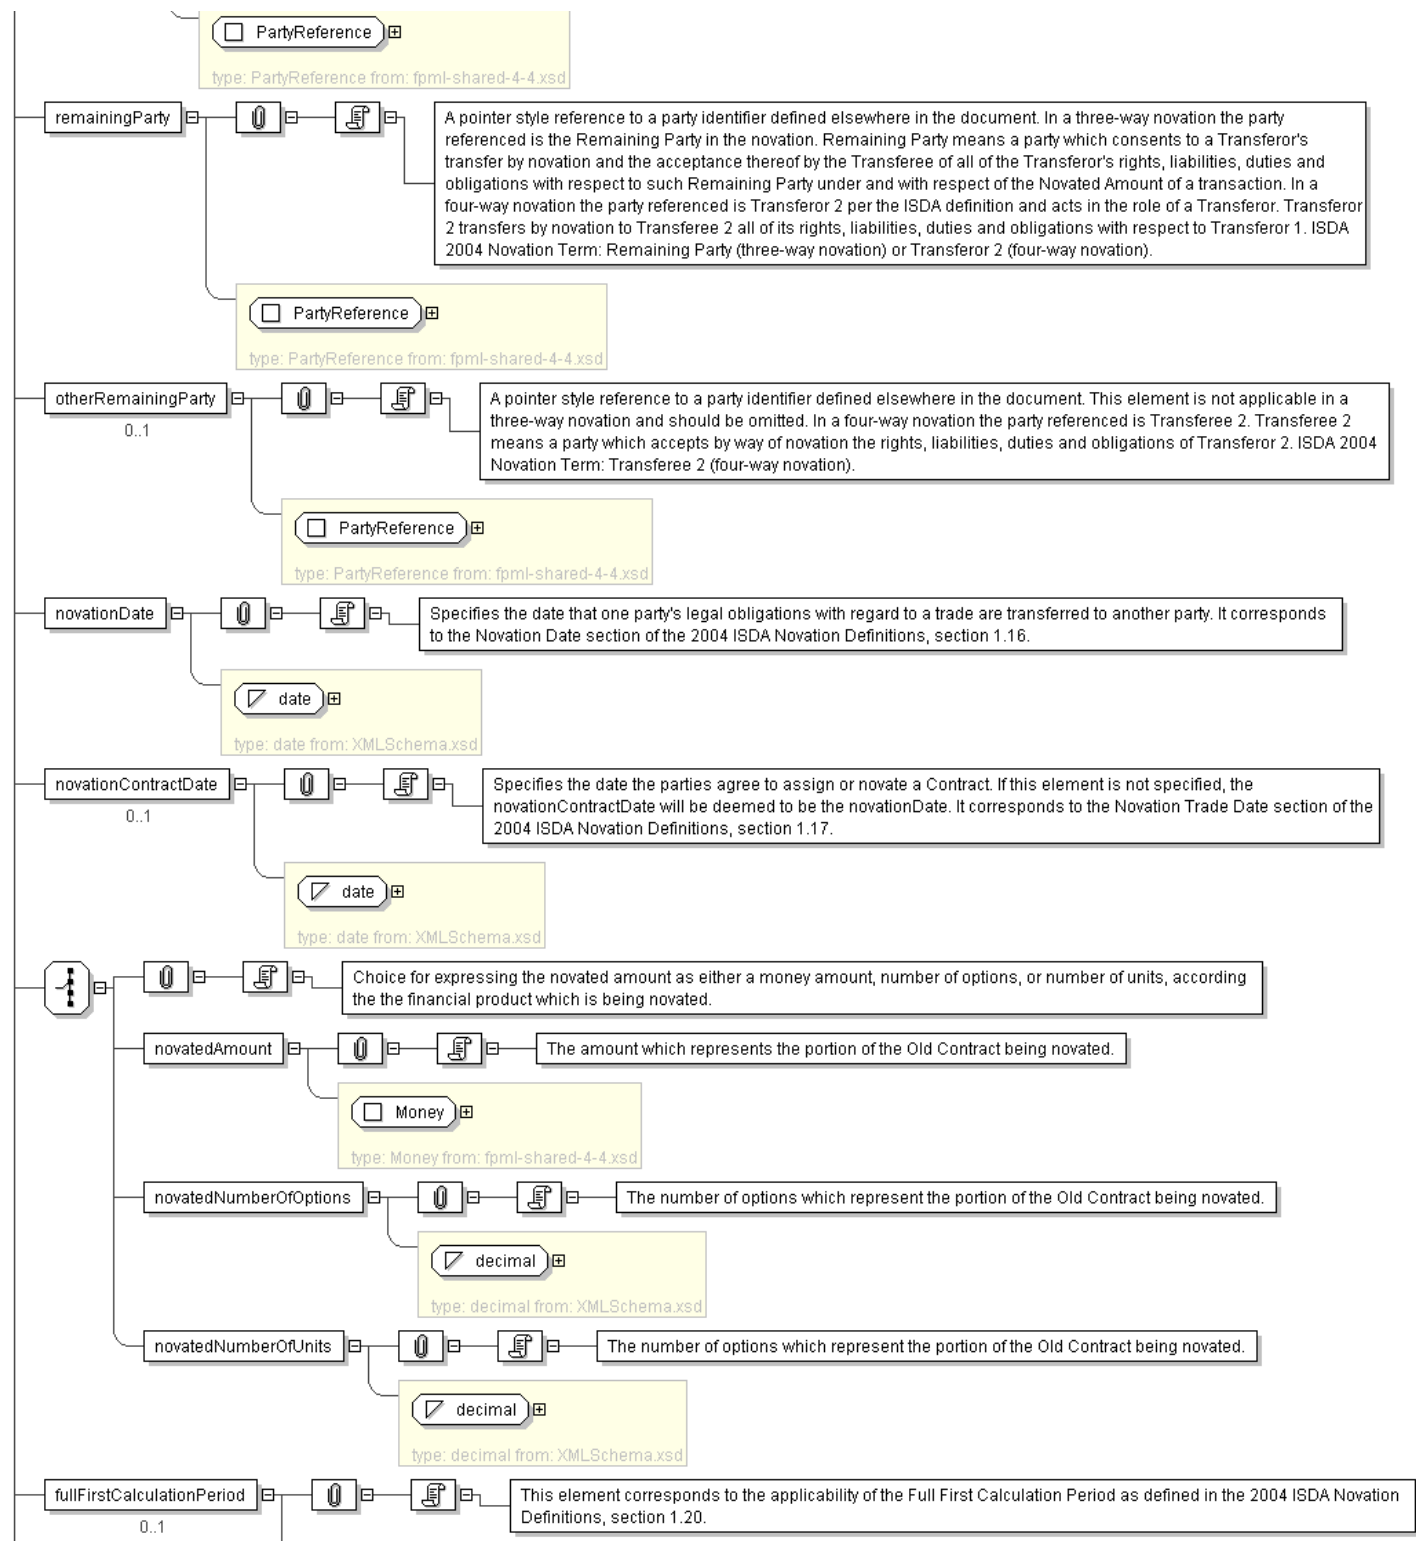 PartyReference
type: PartyReference from: fpml-shared-4-4.xsd
remainingParty
A pointer style reference to a party identifier defined elsewhere in the document. In a three-way novation the party
referenced is the Remaining Party in the novation. Remaining Party means a party which consents to a Transferor's
transfer by novation and the acceptance thereof by the Transferee of all of the Transferor's rights, liabilities, duties and
obligations with respect to such Remaining Party under and with respect of the Novated Amount of a transaction. In a
four-way novation the party referenced is Transferor 2 per the ISDA definition and acts in the role of a Transferor. Transferor
2 transfers by novation to Transferee 2 all of its rights, liabilities, duties and obligations with respect to Transferor 1. ISDA
2004 Novation Term: Remaining Party (three-way novation) or Transferor 2 (four-way novation).
PartyReference
type: PartyReference from: fpml-shared-4-4.xsd
otherRemainingParty
0..1
A pointer style reference to a party identifier defined elsewhere in the document. This element is not applicable in a
three-way novation and should be omitted. In a four-way novation the party referenced is Transferee 2. Transferee 2
means a party which accepts by way of novation the rights, liabilities, duties and obligations of Transferor 2. ISDA 2004
Novation Term: Transferee 2 (four-way novation).
PartyReference
type: PartyReference from: fpml-shared-4-4.xsd
novationDate
Specifies the date that one party's legal obligations with regard to a trade are transferred to another party. It corresponds
to the Novation Date section of the 2004 ISDA Novation Definitions, section 1.16.
date
type: date from: XMLSchema.xsd
novationContractDate
0..1
Specifies the date the parties agree to assign or novate a Contract. If this element is not specified, the
novationContractDate will be deemed to be the novationDate. It corresponds to the Novation Trade Date section of the
2004 ISDA Novation Definitions, section 1.17.
date
type: date from: XMLSchema.xsd
Choice for expressing the novated amount as either a money amount, number of options, or number of units, according
the the financial product which is being novated.
novatedAmount
The amount which represents the portion of the Old Contract being novated.
Money
type: Money from: fpml-shared-4-4.xsd
novatedNumberOfOptions
The number of options which represent the portion of the Old Contract being novated.
decimal
type: decimal from: XMLSchema.xsd
novatedNumberOfUnits
The number of options which represent the portion of the Old Contract being novated.
decimal
type: decimal from: XMLSchema.xsd
fullFirstCalculationPeriod
0..1
This element corresponds to the applicability of the Full First Calculation Period as defined in the 2004 ISDA Novation
Definitions, section 1.20.